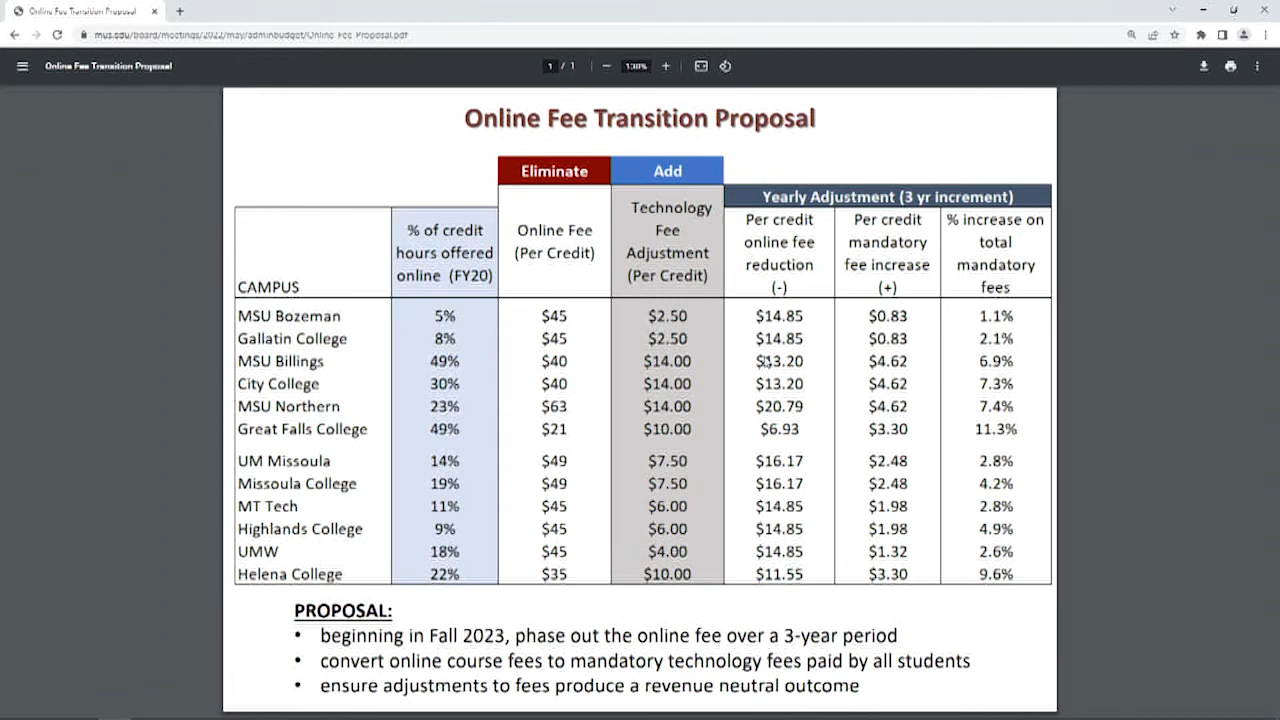 Online Fee Transition Proposal
mus.edu/board/meetings/2022/may/adminbudget/Online Fee Proposal.pdf
Online Fee Transition Proposal
1 / 1
130%
Online Fee Transition Proposal
Eliminate Add
Yearly Adjustment (3 yr increment)
CAMPUS
% of credit
hours offered
online (FY20)
Online Fee
(Per Credit)
Technology
Fee
Adjustment
(Per Credit)
Per credit
online fee
reduction
(-)
Per credit
mandatory
fee increase
(+)
% increase on
total
mandatory
fees
MSU Bozeman 5% $45 $2.50 $14.85 $0.83 1.1%
Gallatin College 8% $45 $2.50 $14.85 $0.83 2.1%
MSU Billings 49% $40 $14.00 $13.20 $4.62 6.9%
City College 30% $40 $14.00 $13.20 $4.62 7.3%
MSU Northern 23% $63 $14.00 $20.79 $4.62 7.4%
Great Falls College 49% $21 $10.00 $6.93 $3.30 11.3%
UM Missoula 14% $49 $7.50 $16.17 $2.48 2.8%
Missoula College 19% $49 $7.50 $16.17 $2.48 4.2%
MT Tech 11% $45 $6.00 $14.85 $1.98 2.8%
Highlands College 9% $45 $6.00 $14.85 $1.98 4.9%
UMW 18% $45 $4.00 $14.85 $1.32 2.6%
Helena College 22% $35 $10.00 $11.55 $3.30 9.6%
PROPOSAL:
• beginning in Fall 2023, phase out the online fee over a 3-year period
• convert online course fees to mandatory technology fees paid by all students
• ensure adjustments to fees produce a revenue neutral outcome